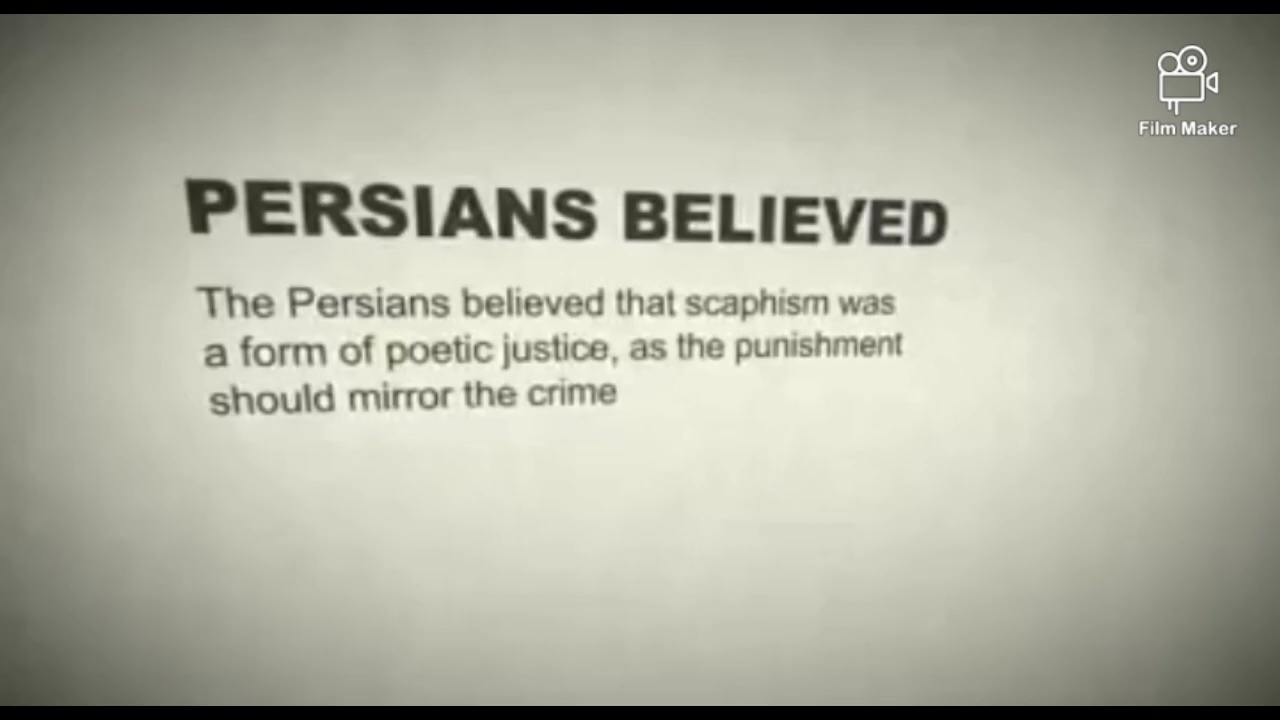 Film Maker
PERSIANS BELIEVED
The Persians believed that scaphism was
a form of poetic justice, as the punishment
should mirror the crime